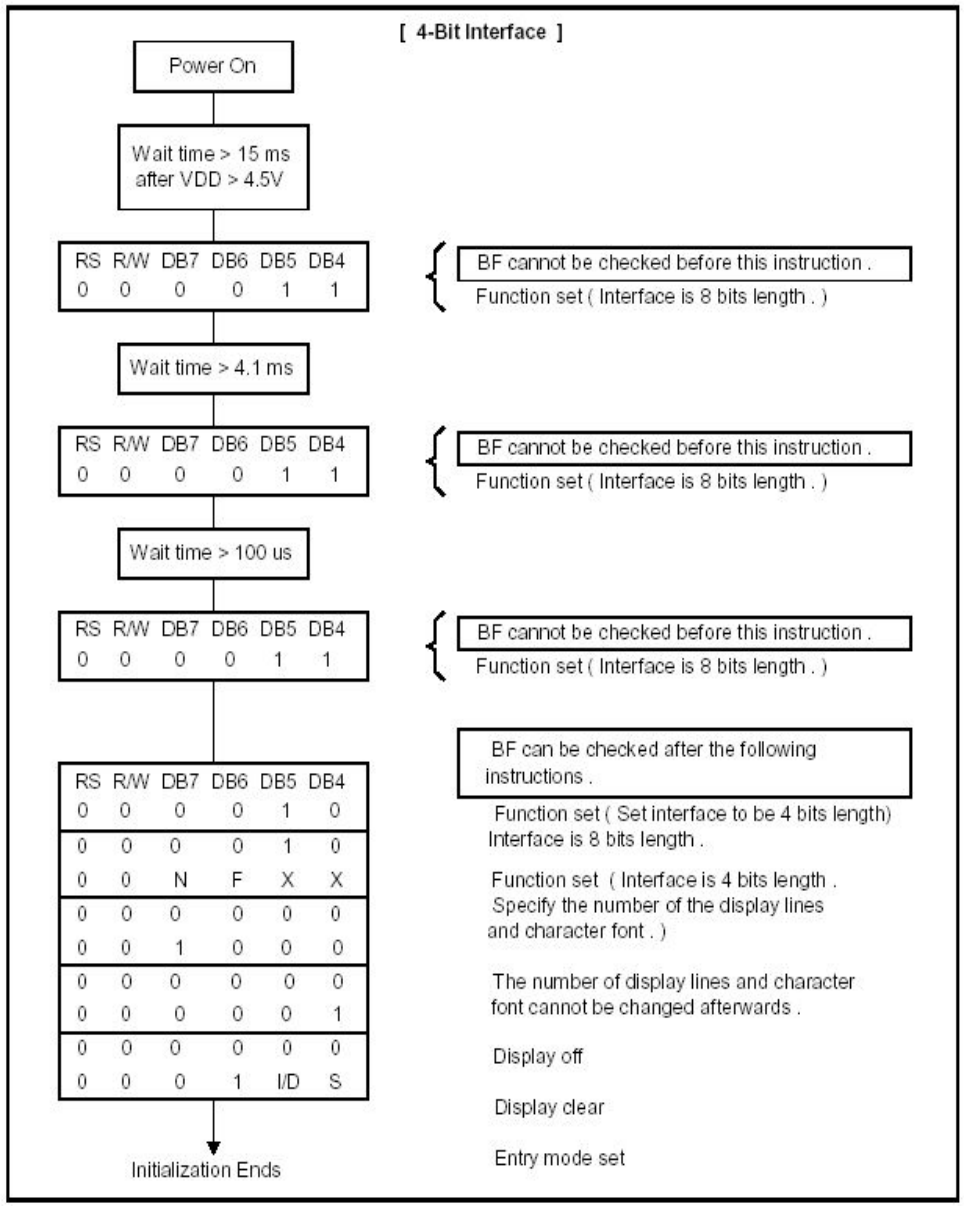 [ 4-Bit Interface ]
Power On
Wait time > 15 ms
after VDD > 4.5V
RS R/W DB7 DB6 DB5 DB4
0 0 0 0 1 1
BF cannot be checked before this instruction .
Function set ( Interface is 8 bits length . )
Wait time > 4.1 ms
RS R/W DB7 DB6 DB5 DB4
0 0 0 0 1 1
BF cannot be checked before this instruction .
Function set ( Interface is 8 bits length . )
Wait time > 100 us
RS R/W DB7 DB6 DB5 DB4
0 0 0 0 1 1
BF cannot be checked before this instruction .
Function set ( Interface is 8 bits length . )
RS R/W DB7 DB6 DB5 DB4
0 0 0 0 1 0
0 0 0 0 1 0
0 0 N F X X
0 0 0 0 0 0
0 0 1 0 0 0
0 0 0 0 0 0
0 0 0 0 0 1
0 0 0 0 0 0
0 0 0 1 I/D S
BF can be checked after the following
instructions .
Function set ( Set interface to be 4 bits length)
Interface is 8 bits length .
Function set ( Interface is 4 bits length .
Specify the number of the display lines
and character font . )
The number of display lines and character
font cannot be changed afterwards .
Display off
Display clear
Entry mode set
Initialization Ends